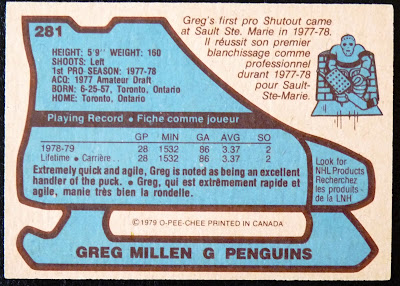 281
HEIGHT: 5'9" WEIGHT: 160
SHOOTS: Left
1st PRO SEASON: 1977-78
ACQ: 1977 Amateur Draft
BORN: 6-25-57, Toronto, Ontario
HOME: Toronto, Ontario
Greg's first pro Shutout came
at Sault Ste. Marie in 1977-78.
Il réussit son premier
blanchissage comme
professionnel
durant 1977-78
pour Sault-
Ste-Marie.
Playing Record • Fiche comme joueur
GP MIN GA AVG SO
1978-79 28 1532 86 3.37 2
Lifetime • Carrière... 28 1532 86 3.37 2
Extremely quick and agile, Greg is noted as being an excellent
handler of the puck. • Greg, qui est extrêmement rapide et
agile, manie très bien la rondelle.
Look for
NHL Products
Recherchez
les produits
de la LNH
©1979 O-PEE-CHEE PRINTED IN CANADA
GREG MILLEN G PENGUINS